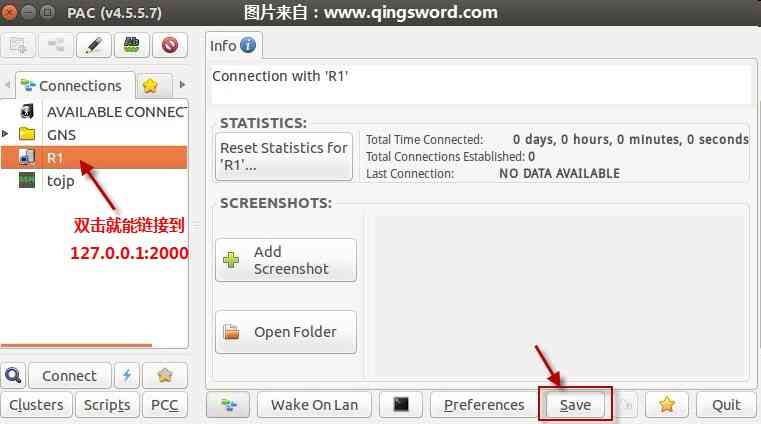 PAC (v4.5.5.7)
图片来自：www.qingsword.com
Info
Connections
Connection with 'R1'
AVAILABLE CONNECT
GNS
R1
tojp
双击就能链接到
127.0.0.1:2000
STATISTICS:
Reset Statistics for
'R1'...
Total Time Connected: 0 days, 0 hours, 0 minutes, 0 seconds
Total Connections Established: 0
Last Connection: NO DATA AVAILABLE
SCREENSHOTS:
Add
Screenshot
Open Folder
Connect
Clusters
Scripts
PCC
Wake On Lan
Preferences
Save
Quit